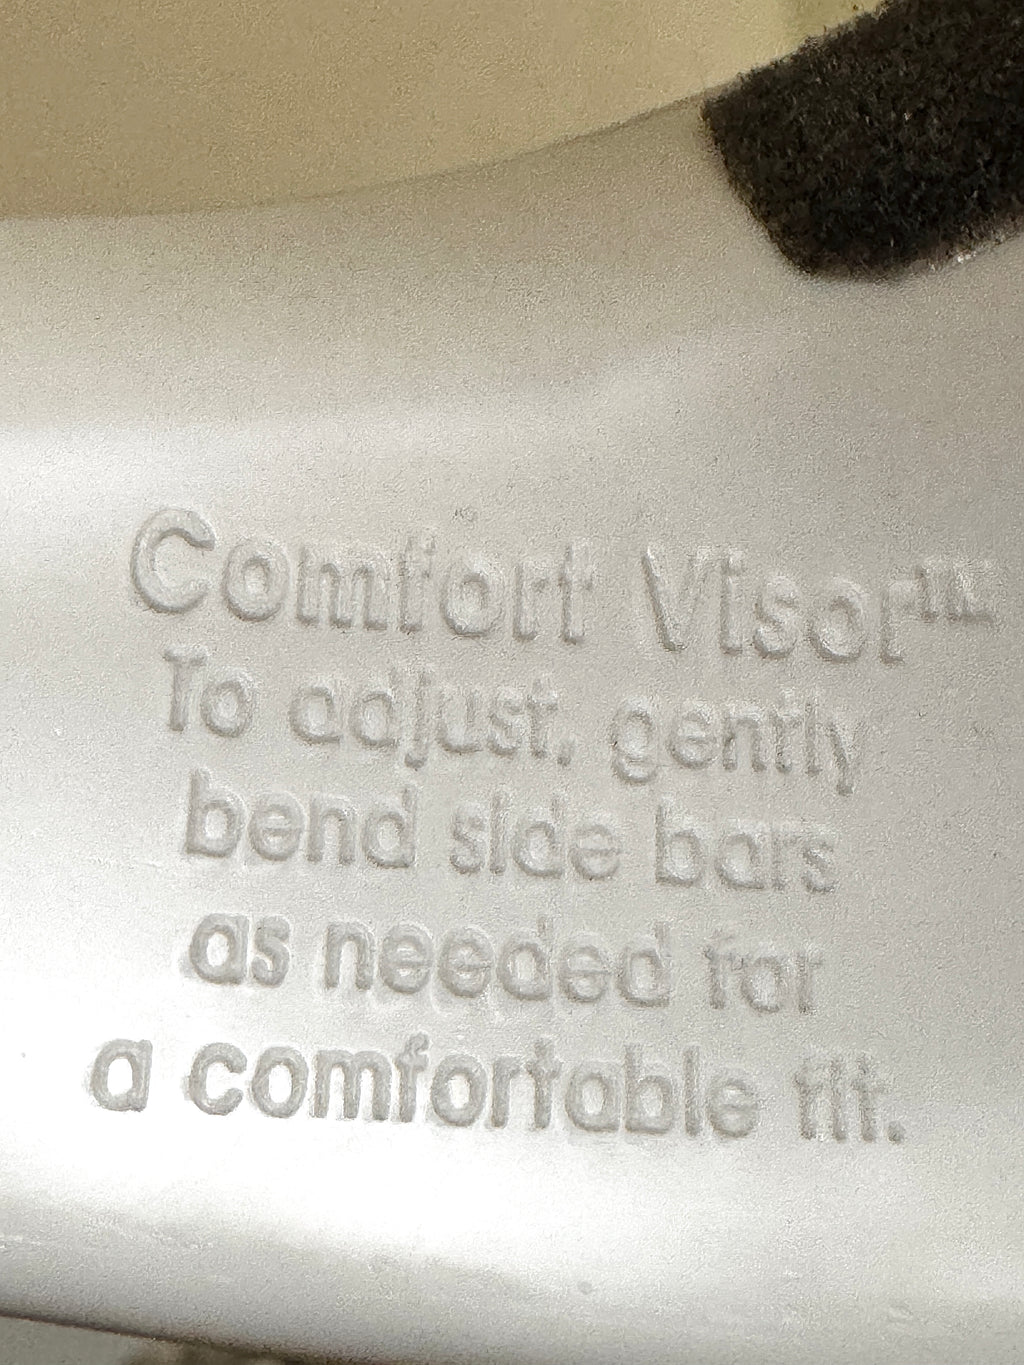 Comfort Visor™
To adjust, gently
bend side bars
as needed for
a comfortable fit.